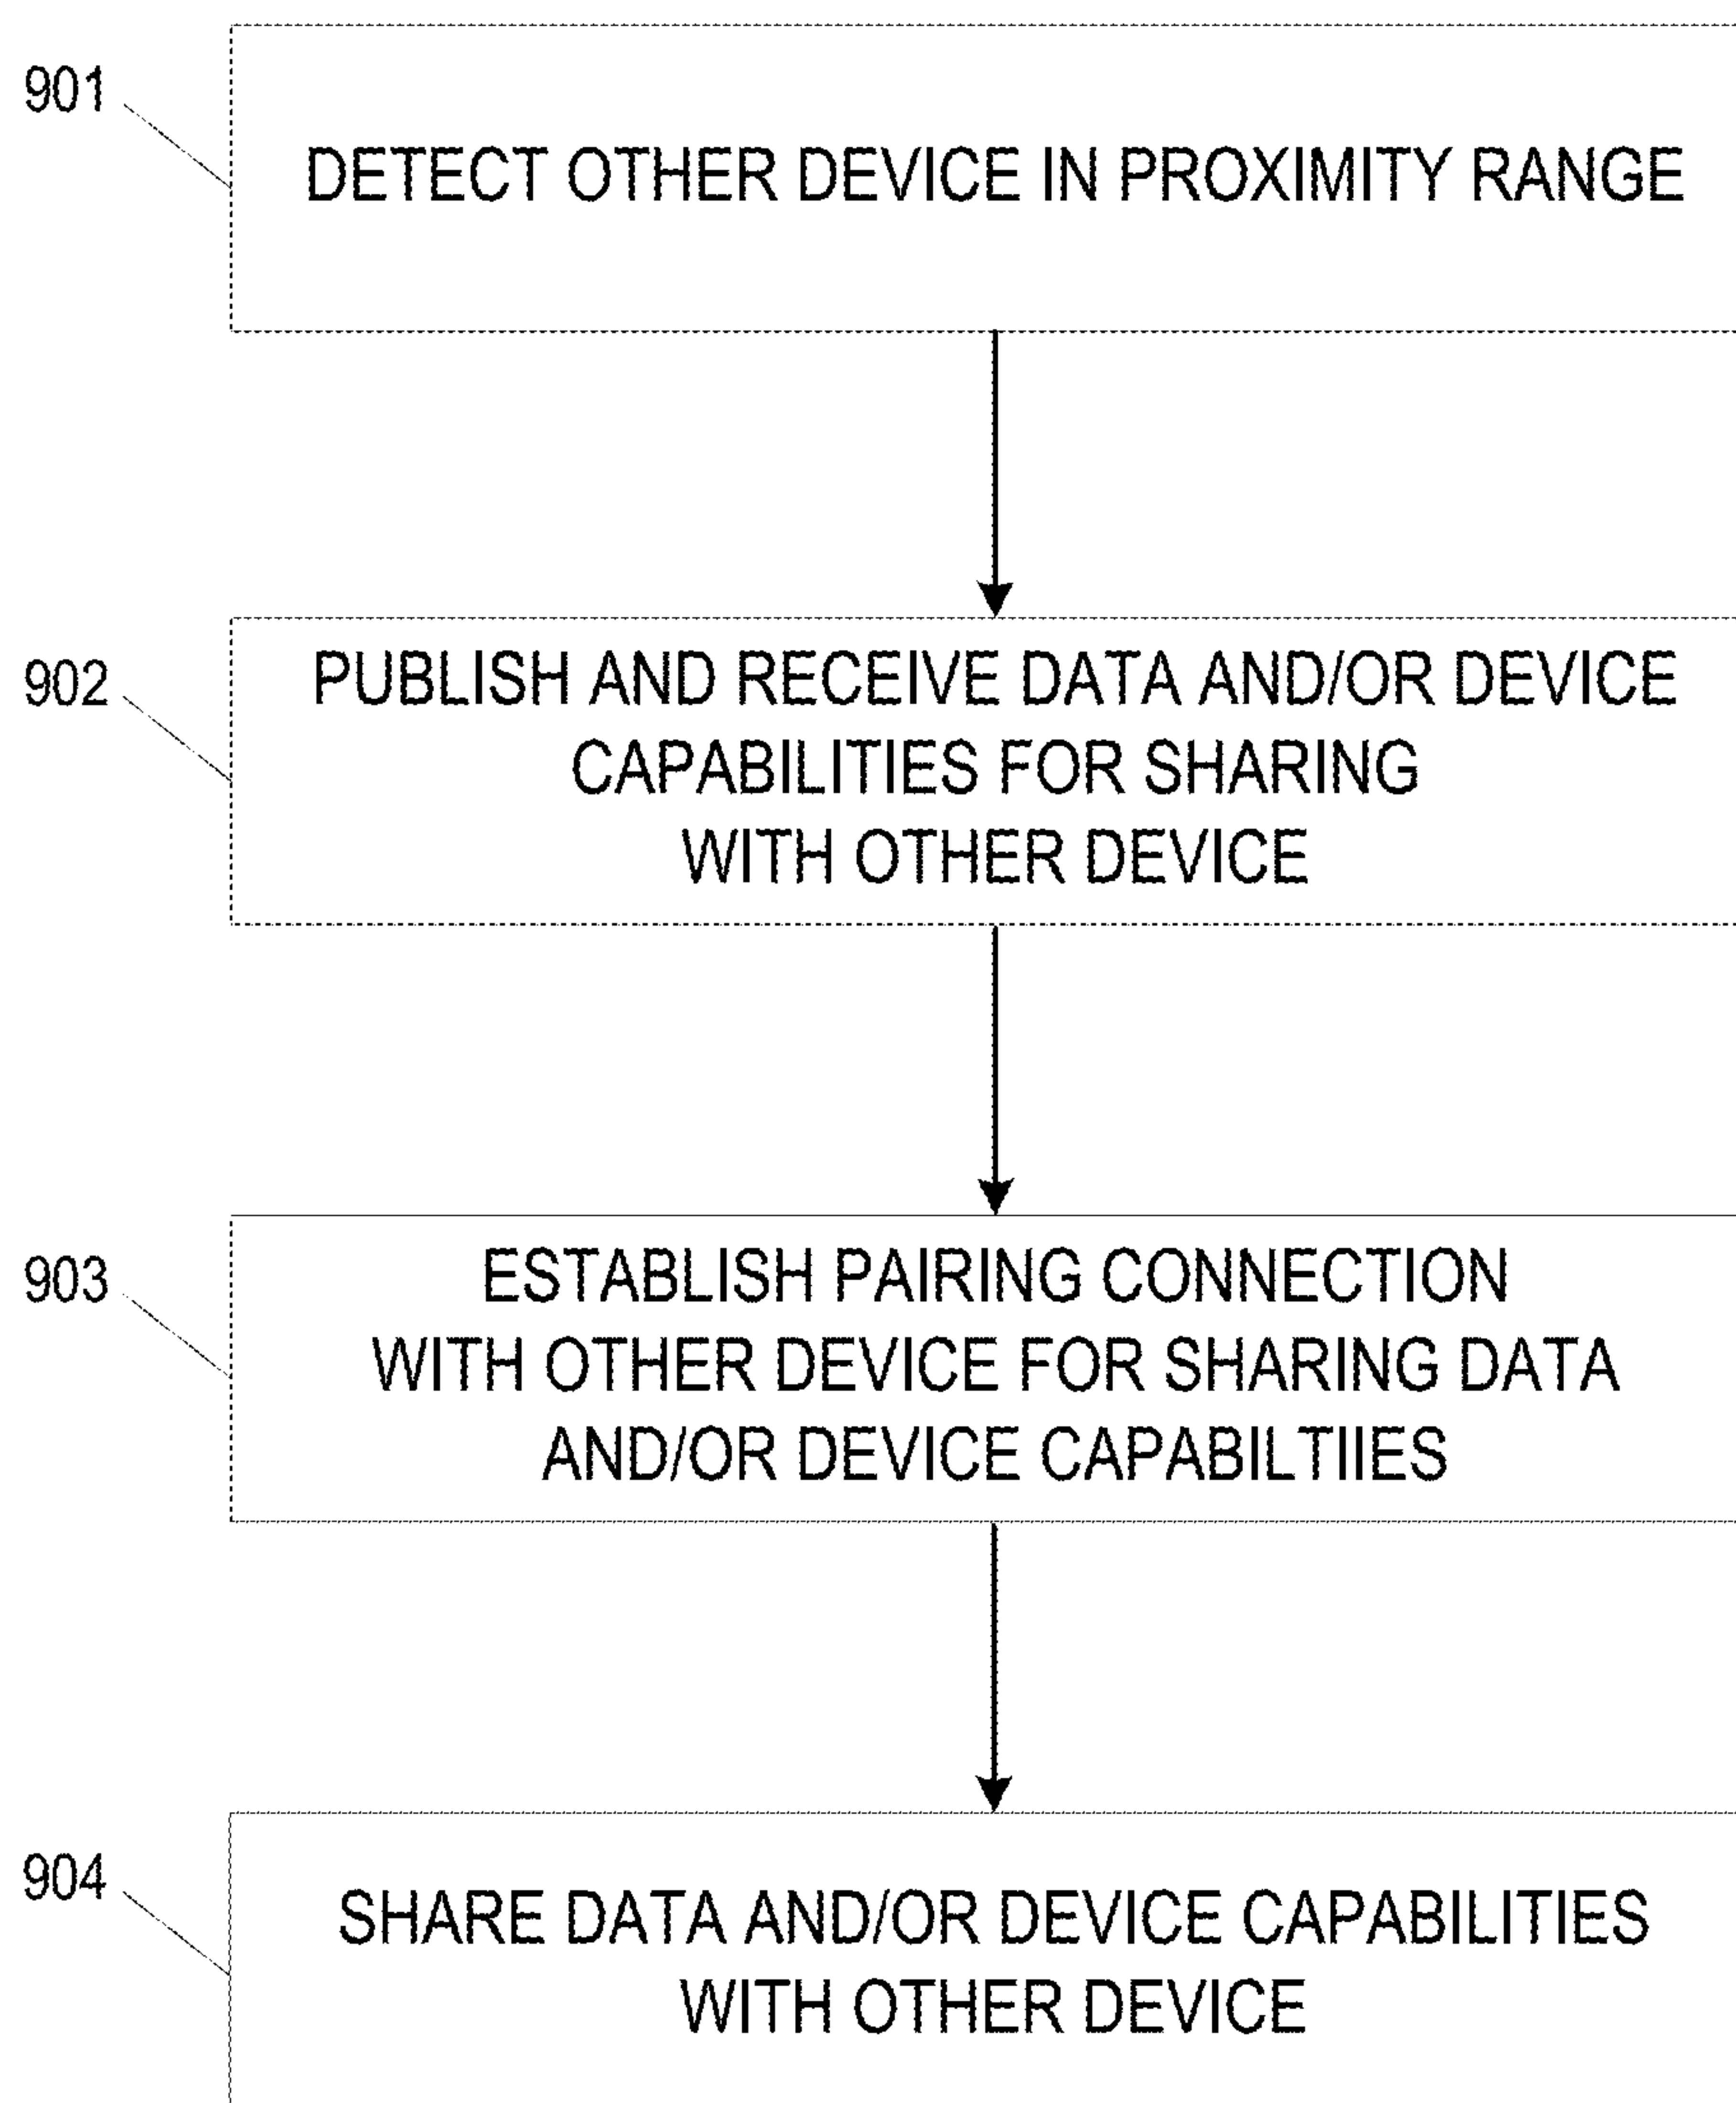 901
DETECT OTHER DEVICE IN PROXIMITY RANGE
902
PUBLISH AND RECEIVE DATA AND/OR DEVICE
CAPABILITIES FOR SHARING
WITH OTHER DEVICE
903
ESTABLISH PAIRING CONNECTION
WITH OTHER DEVICE FOR SHARING DATA
AND/OR DEVICE CAPABILTIIES
904
SHARE DATA AND/OR DEVICE CAPABILITIES
WITH OTHER DEVICE